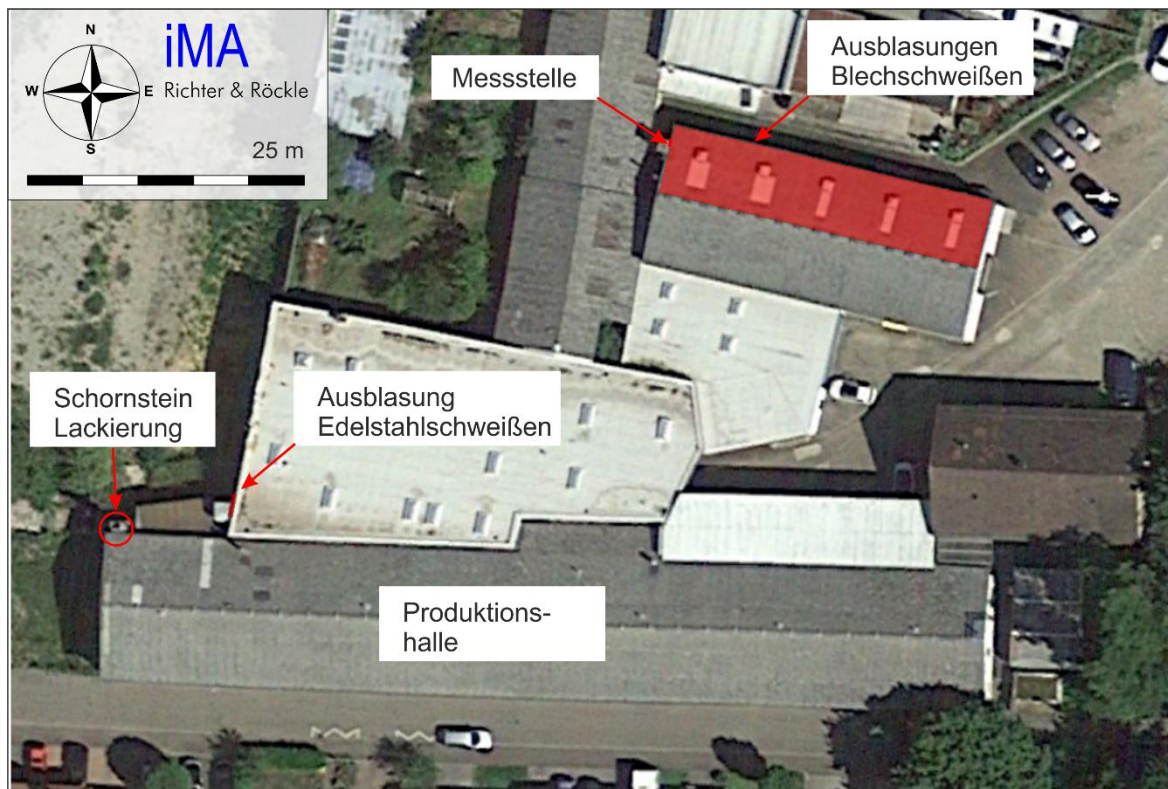 N
W E
S
iMA
Richter & Röckle
25 m
Messstelle
Ausblasungen
Blechschweißen
Schornstein
Lackierung
Ausblasung
Edelstahlschweißen
Produktions-
halle